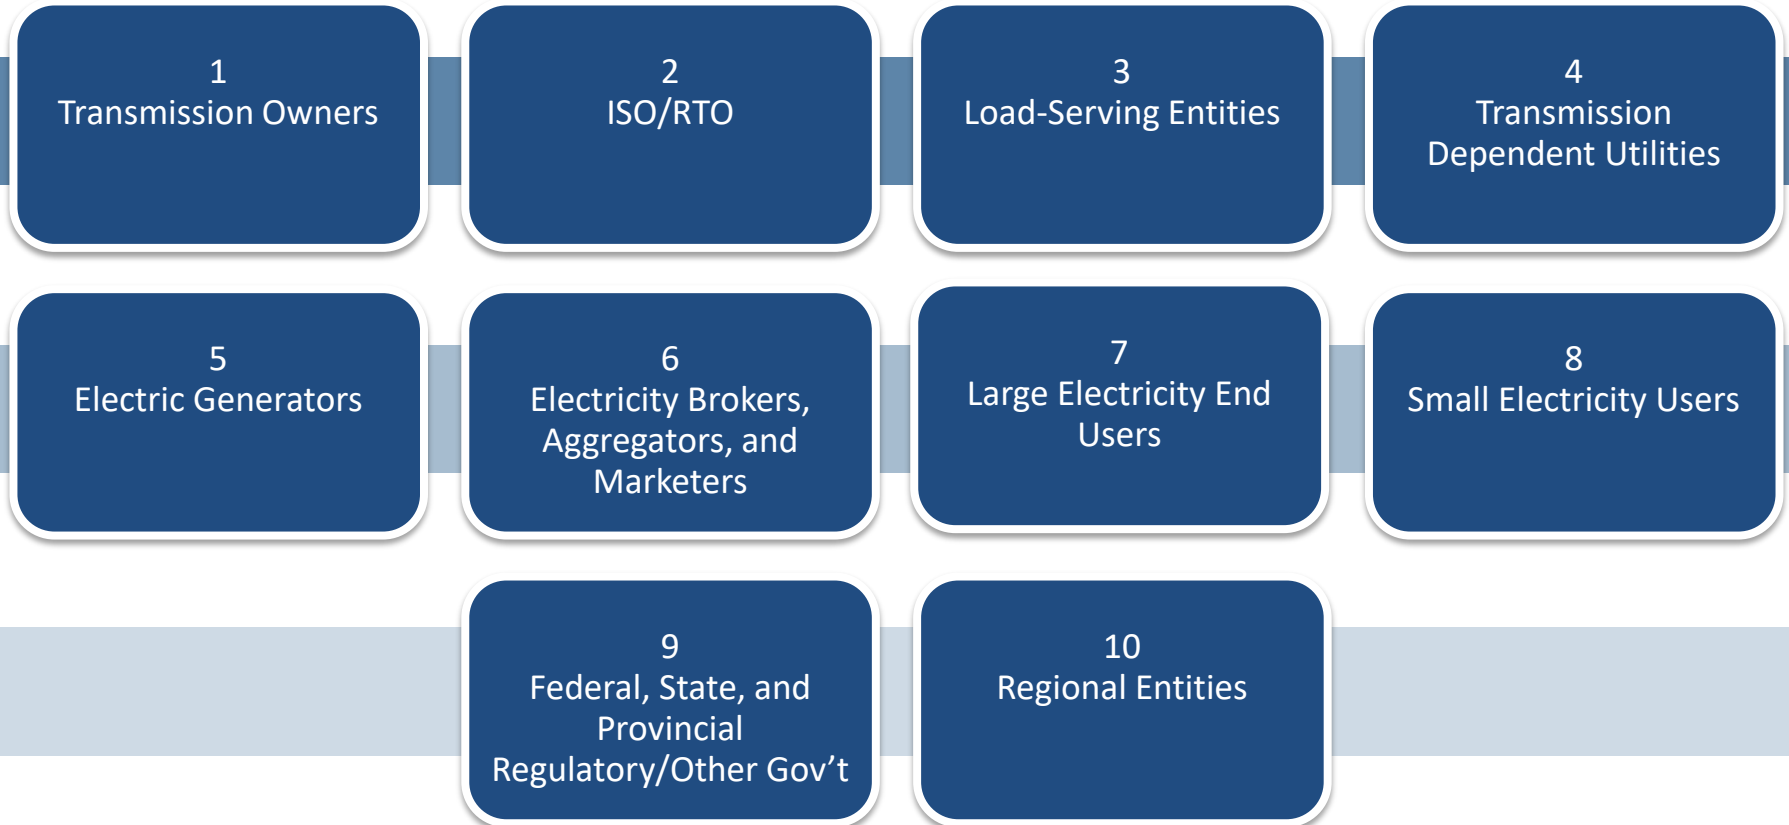 1
Transmission Owners
2
ISO/RTO
3
Load-Serving Entities
4
Transmission
Dependent Utilities
5
Electric Generators
6
Electricity Brokers,
Aggregators, and
Marketers
7
Large Electricity End
Users
8
Small Electricity Users
9
Federal, State, and
Provincial
Regulatory/Other Gov’t
10
Regional Entities